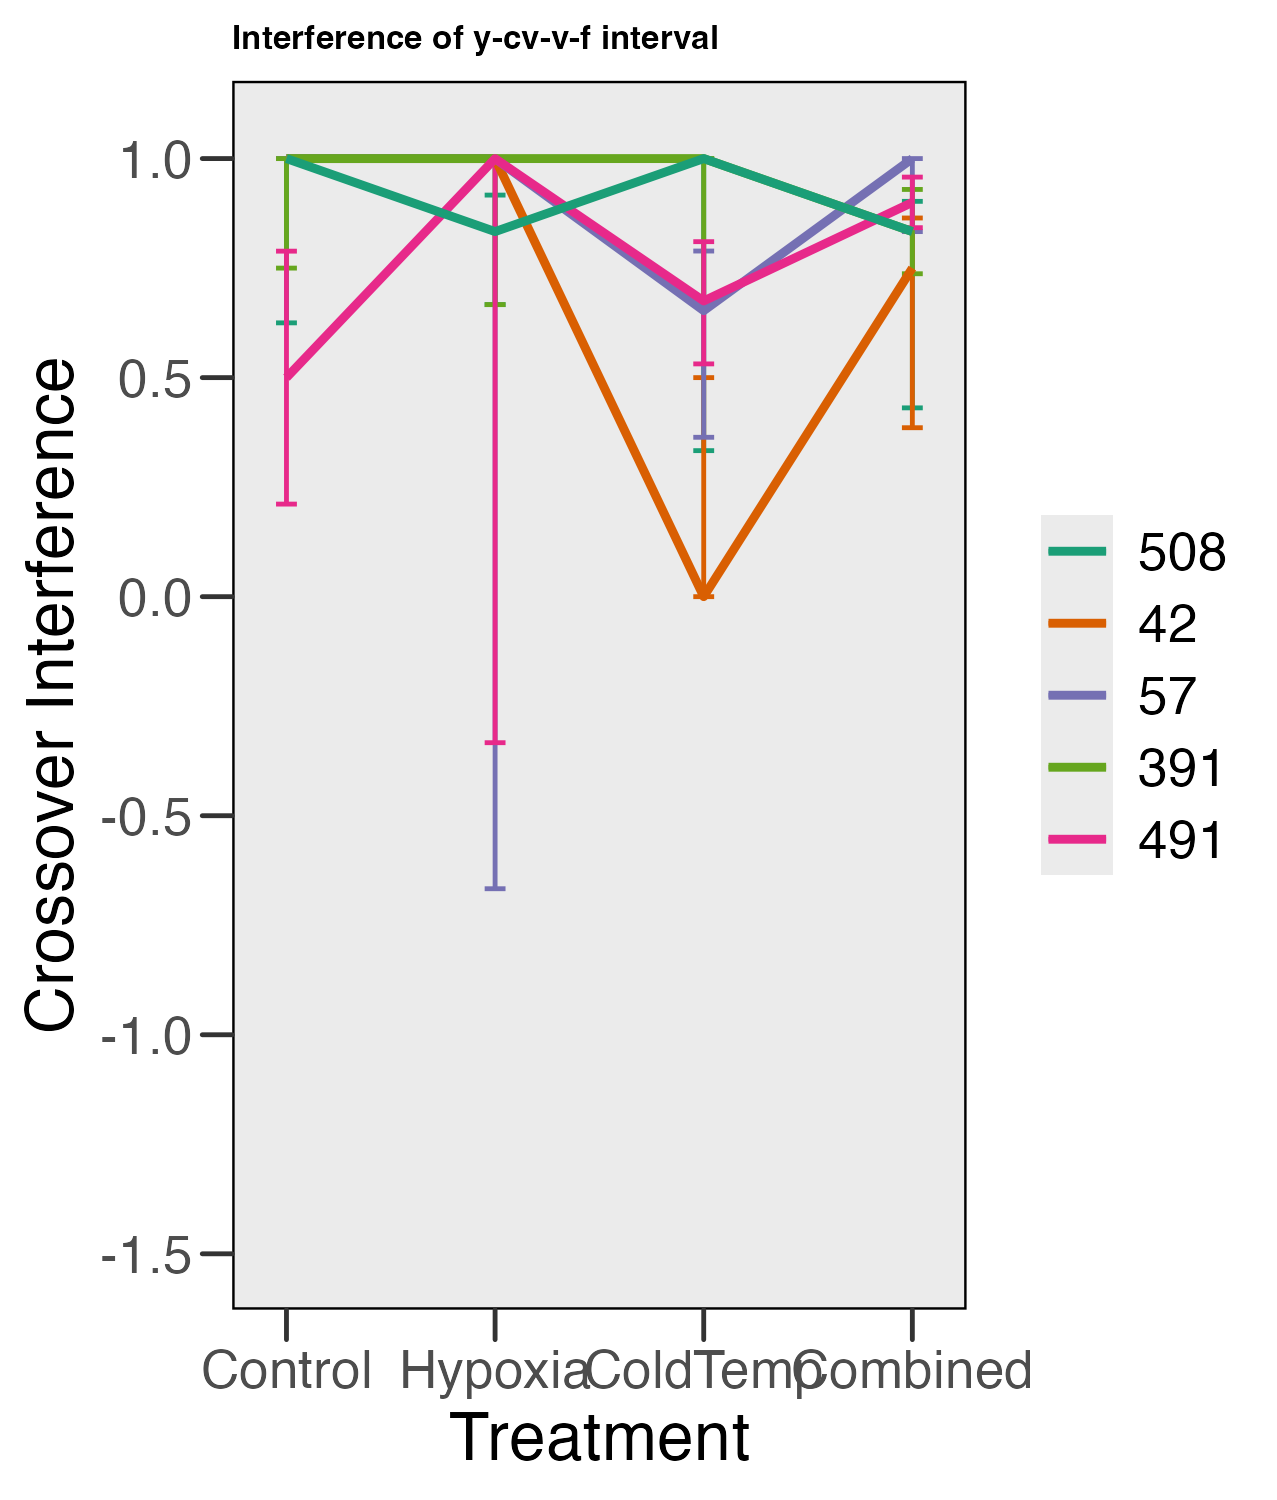 Interference of y-cv-v-f interval
Crossover Interference
1.0
0.5
0.0
-0.5
-1.0
-1.5
Control Hypoxia ColdTemp Combined
Treatment
508
42
57
391
491